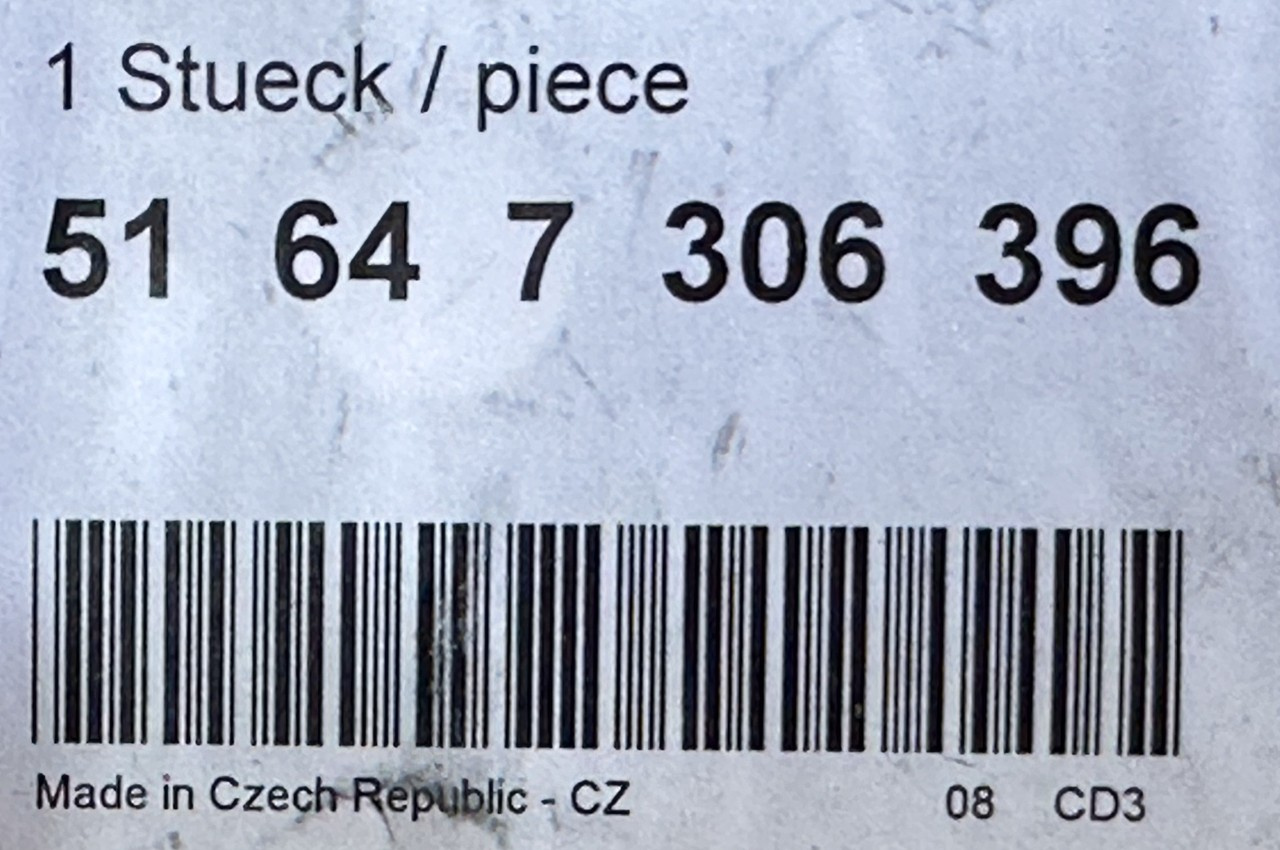 1 Stueck / piece
51 64 7 306 396
Made in Czech Republic - CZ 08 CD3